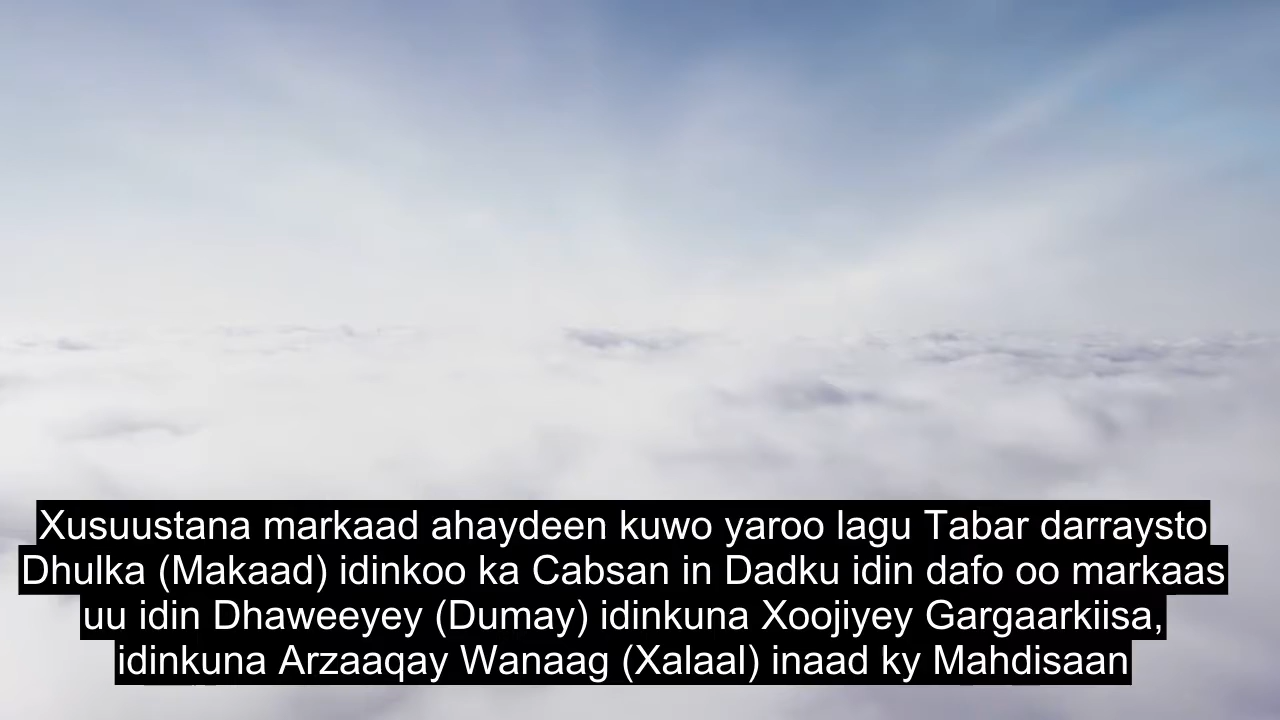 Xusuustana markaad ahaydeen kuwo yaroo lagu Tabar darraysto
Dhulka (Makaad) idinkoo ka Cabsan in Dadku idin dafo oo markaas
uu idin Dhaweeyey (Dumay) idinkuna Xoojiyey Gargaarkiisa,
idinkuna Arzaaqay Wanaag (Xalaal) inaad ky Mahdisaan